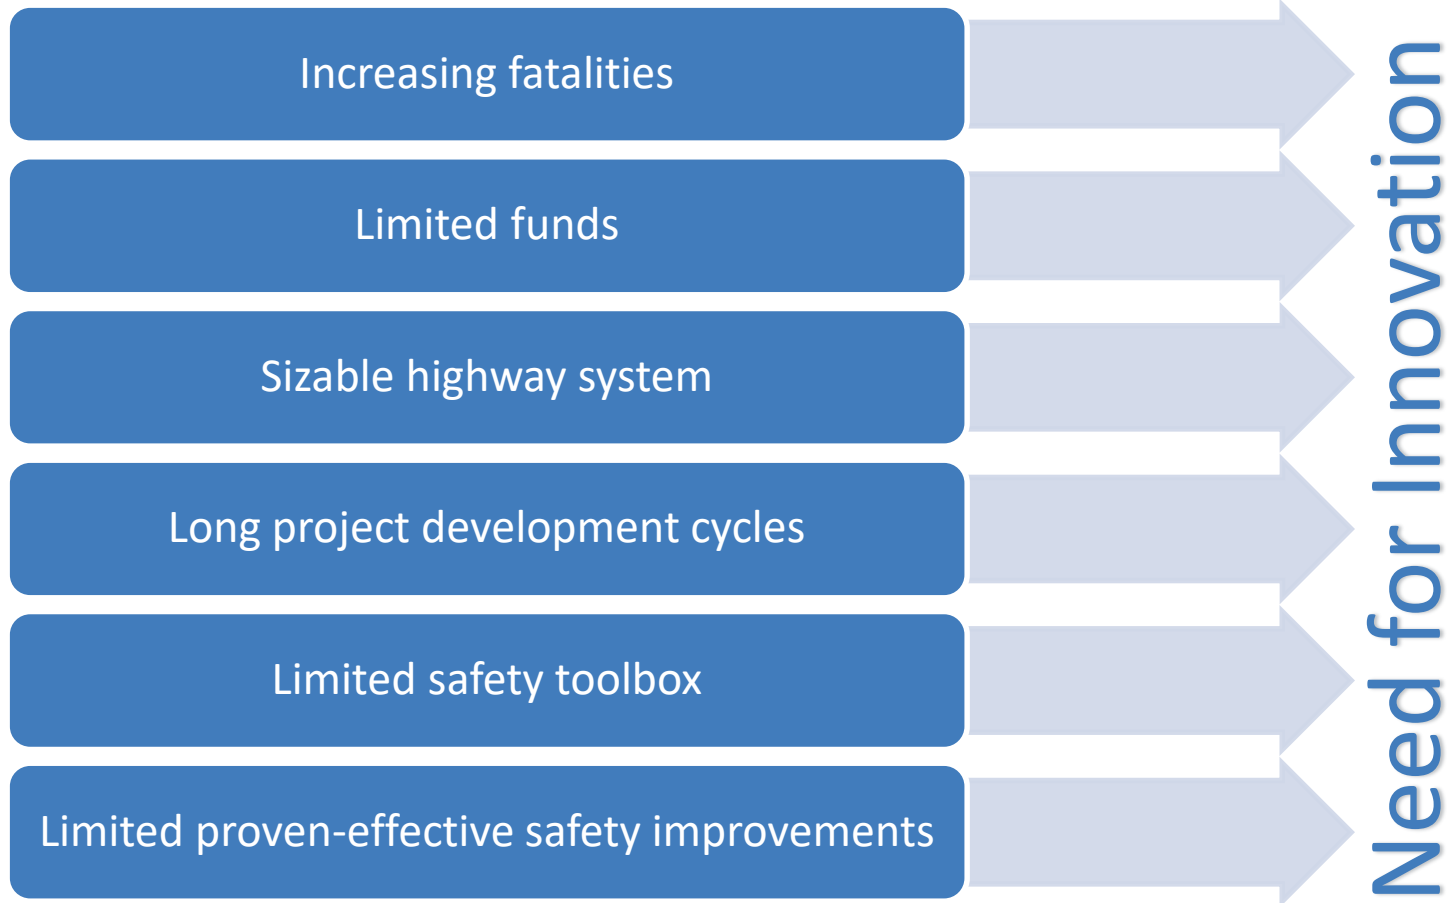 Increasing fatalities
Limited funds
Sizable highway system
Long project development cycles
Limited safety toolbox
Limited proven-effective safety improvements
Need for Innovation